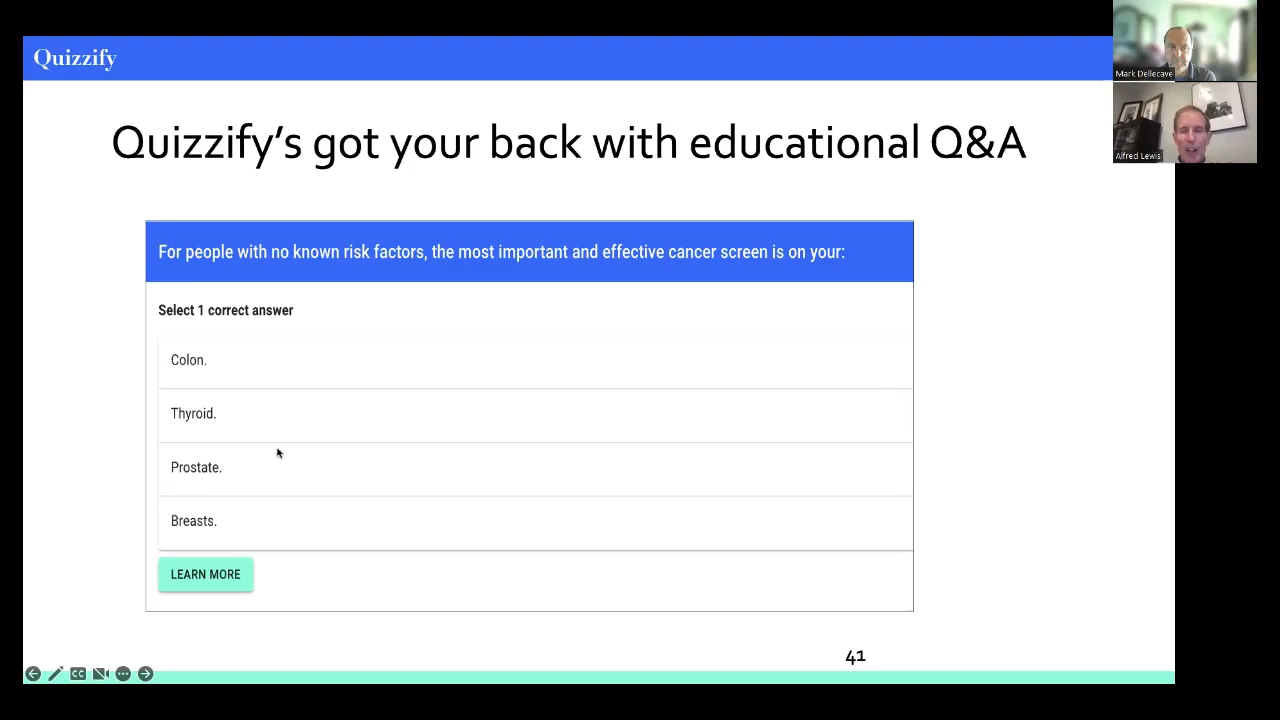 Quizzify
Mark Dellecave
Alfred Lewis
Quizzify's got your back with educational Q&A
For people with no known risk factors, the most important and effective cancer screen is on your:
Select 1 correct answer
Colon.
Thyroid.
Prostate.
Breasts.
LEARN MORE
41
CC